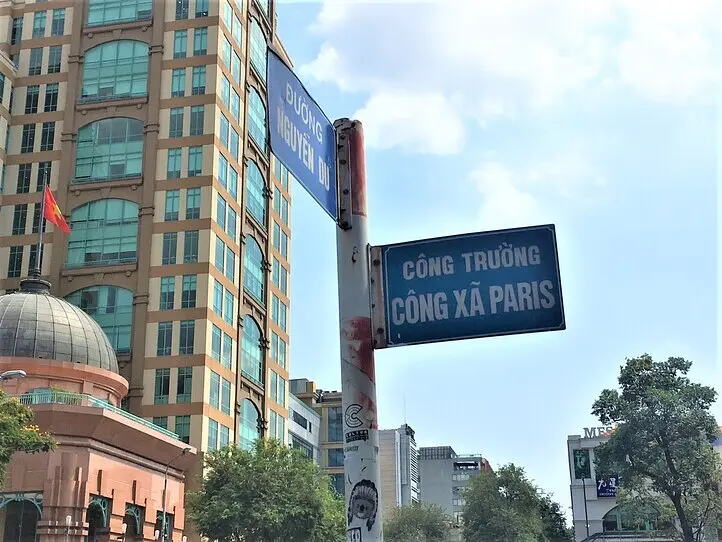 ĐƯỜNG
NGUYỄN DU
CÔNG TRƯỜNG
CÔNG XÃ PARIS